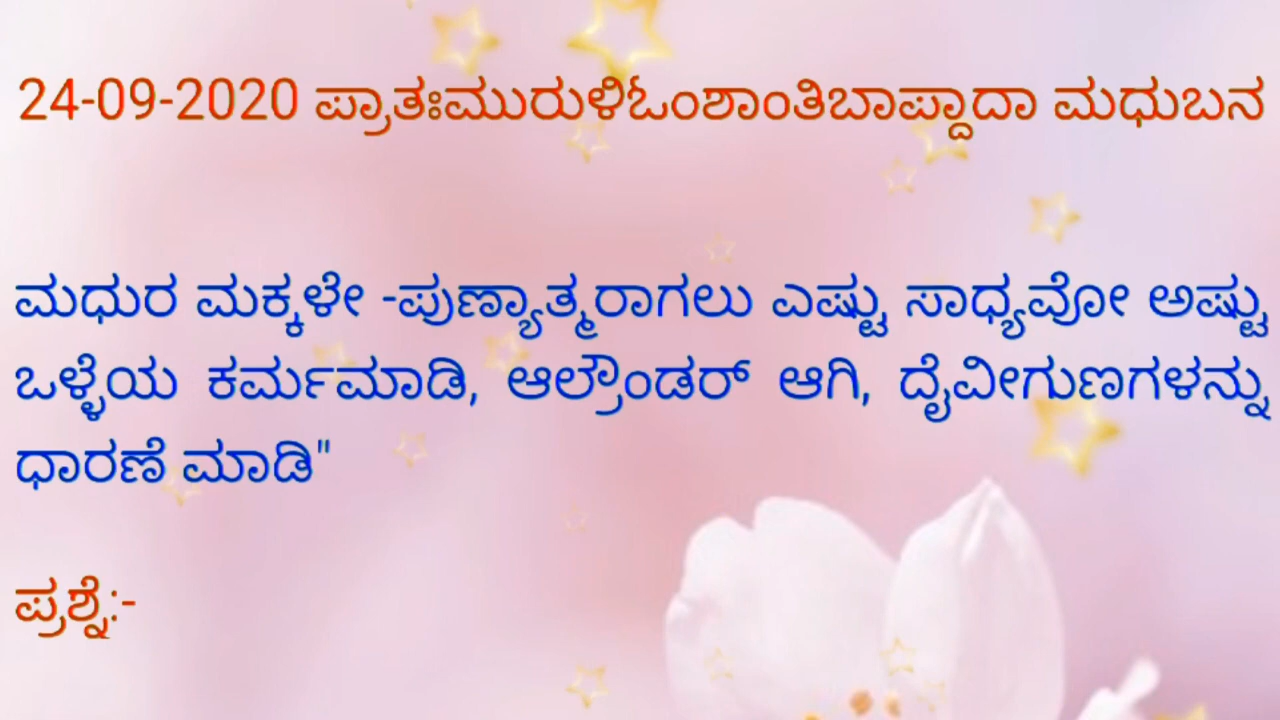 24-09-2020 ಪ್ರಾತಃಮುರುಳಿಓಂಶಾಂತಿಬಾಪ್ದಾದಾ ಮಧುಬನ
ಮಧುರ ಮಕ್ಕಳೇ -ಪುಣ್ಯಾತ್ಮರಾಗಲು ಎಷ್ಟು ಸಾಧ್ಯವೋ ಅಷ್ಟು
ಒಳ್ಳೆಯ ಕರ್ಮಮಾಡಿ, ಆಲ್ರೌಂಡರ್ ಆಗಿ, ದೈವೀಗುಣಗಳನ್ನು
ಧಾರಣೆ ಮಾಡಿ"
ಪ್ರಶ್ನೆ:-